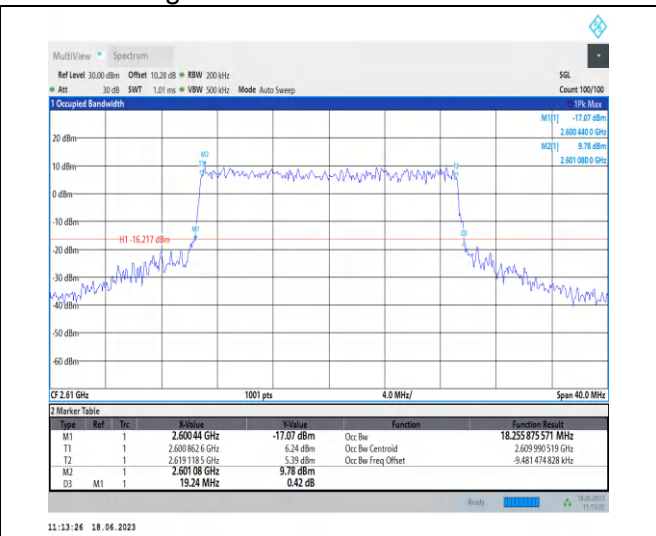 MultiView Spectrum
Ref Level 30.00 dBm Offset 10.28 dB RBW 200 kHz SGL
Att 30 dB SWT 1.01 ms VBW 500 kHz Mode Auto Sweep Count 100/100
1 Occupied Bandwidth 1Pk Max
M1[1] -17.07 dBm
2.600 440 0 GHz
M2[1] 9.78 dBm
2.601 080 0 GHz
20 dBm
M2
T1
T2
10 dBm
0 dBm
-10 dBm
M1
D3
H1 -16.217 dBm
-20 dBm
-30 dBm
-40 dBm
-50 dBm
-60 dBm
CF 2.61 GHz 1001 pts 4.0 MHz/ Span 40.0 MHz
2 Marker Table
Type Ref Trc X-Value Y-Value Function Function Result
M1 1 2.60044 GHz -17.07 dBm Occ Bw 18.255 875 571 MHz
T1 1 2.600 862 6 GHz 6.24 dBm Occ Bw Centroid 2.609 990 519 GHz
T2 1 2.619 118 5 GHz 5.39 dBm Occ Bw Freq Offset -9.481 474 828 kHz
M2 1 2.601 08 GHz 9.78 dBm
D3 M1 1 19.24 MHz 0.42 dB
Ready 18.06.2023
11:13:26 18.06.2023